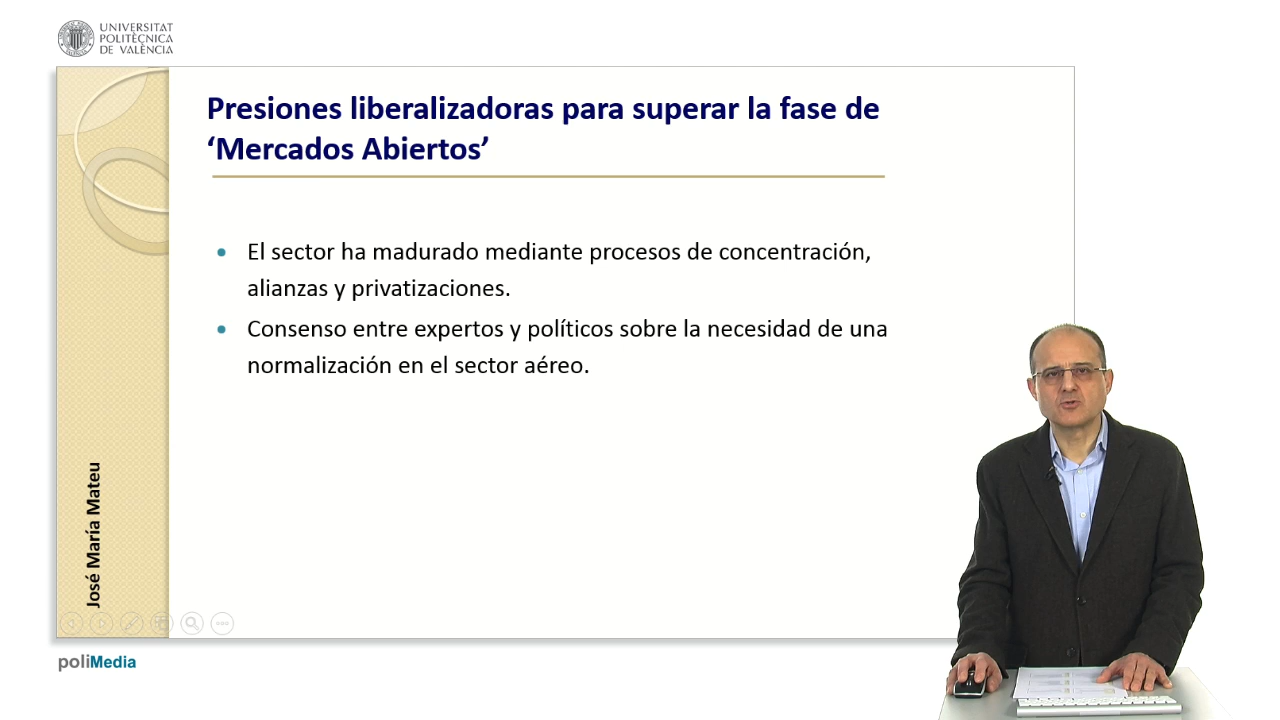 UNIVERSITAT
POLITÈCNICA
DE VALÈNCIA
Presiones liberalizadoras para superar la fase de
‘Mercados Abiertos’
El sector ha madurado mediante procesos de concentración,
alianzas y privatizaciones.
Consenso entre expertos y políticos sobre la necesidad de una
normalización en el sector aéreo.
José María Mateu
poliMedia